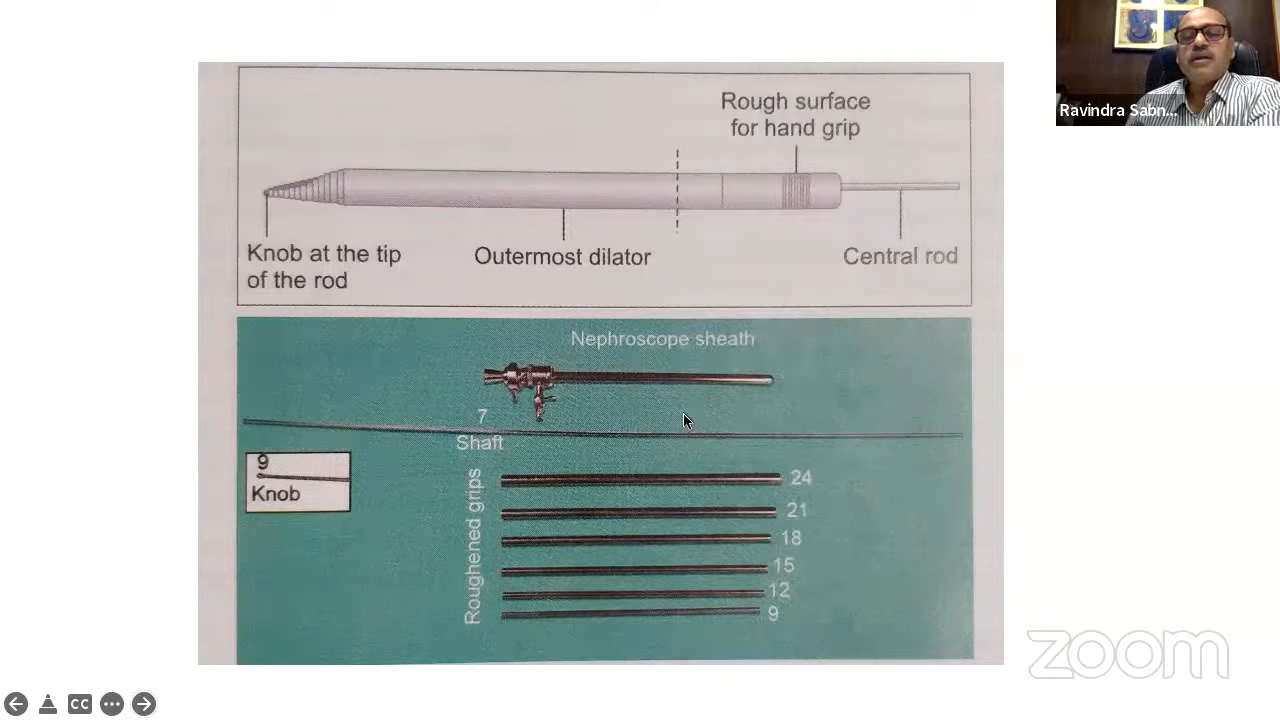 Rough surface
for hand grip
Knob at the tip
of the rod
Outermost dilator
Central rod
Nephroscope sheath
7
Shaft
9
Knob
Roughened grips
24
21
18
15
12
9
Ravindra Sabn...
zoom
CC